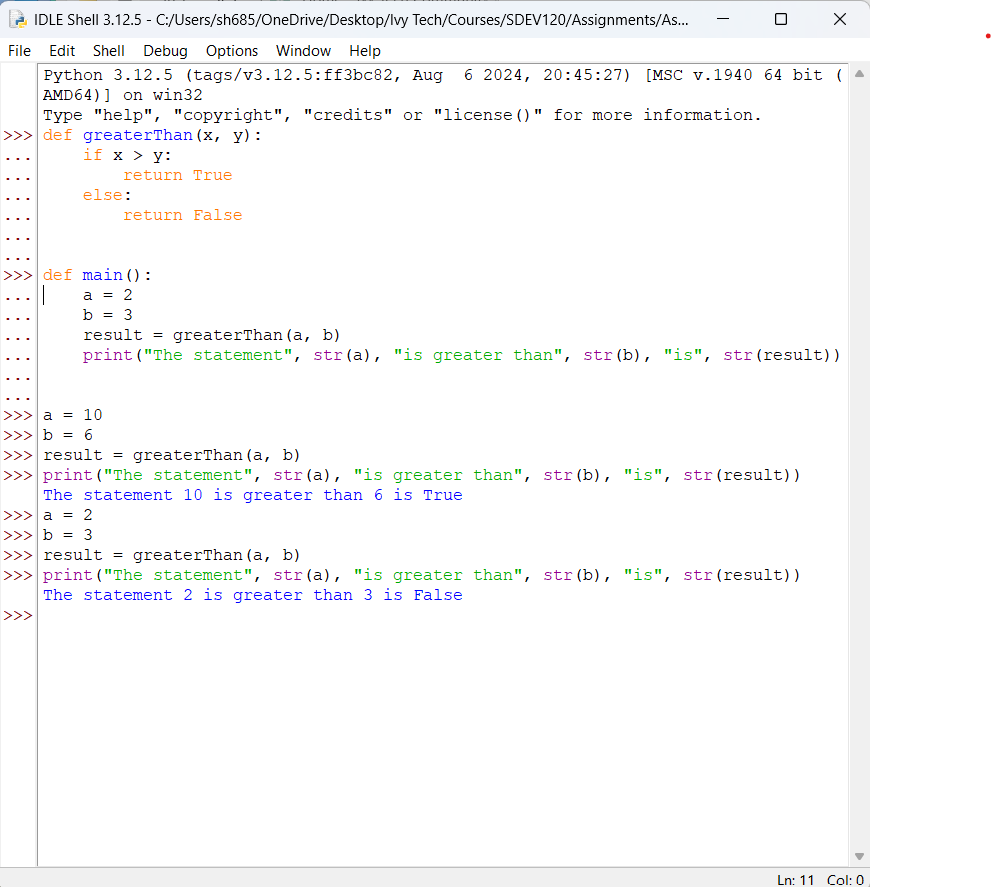 IDLE Shell 3.12.5 - C:/Users/sh685/OneDrive/Desktop/Ivy Tech/Courses/SDEV120/Assignments/As...
File Edit Shell Debug Options Window Help
Python 3.12.5 (tags/v3.12.5:ff3bc82, Aug  6 2024, 20:45:27) [MSC v.1940 64 bit (
AMD64)] on win32
Type "help", "copyright", "credits" or "license()" for more information.
>>> def greaterThan(x, y):
...     if x > y:
...         return True
...     else:
...         return False
...
...
>>> def main():
...     a = 2
...     b = 3
...     result = greaterThan(a, b)
...     print("The statement", str(a), "is greater than", str(b), "is", str(result))
...
...
>>> a = 10
>>> b = 6
>>> result = greaterThan(a, b)
>>> print("The statement", str(a), "is greater than", str(b), "is", str(result))
The statement 10 is greater than 6 is True
>>> a = 2
>>> b = 3
>>> result = greaterThan(a, b)
>>> print("The statement", str(a), "is greater than", str(b), "is", str(result))
The statement 2 is greater than 3 is False
>>>
Ln: 11 Col: 0